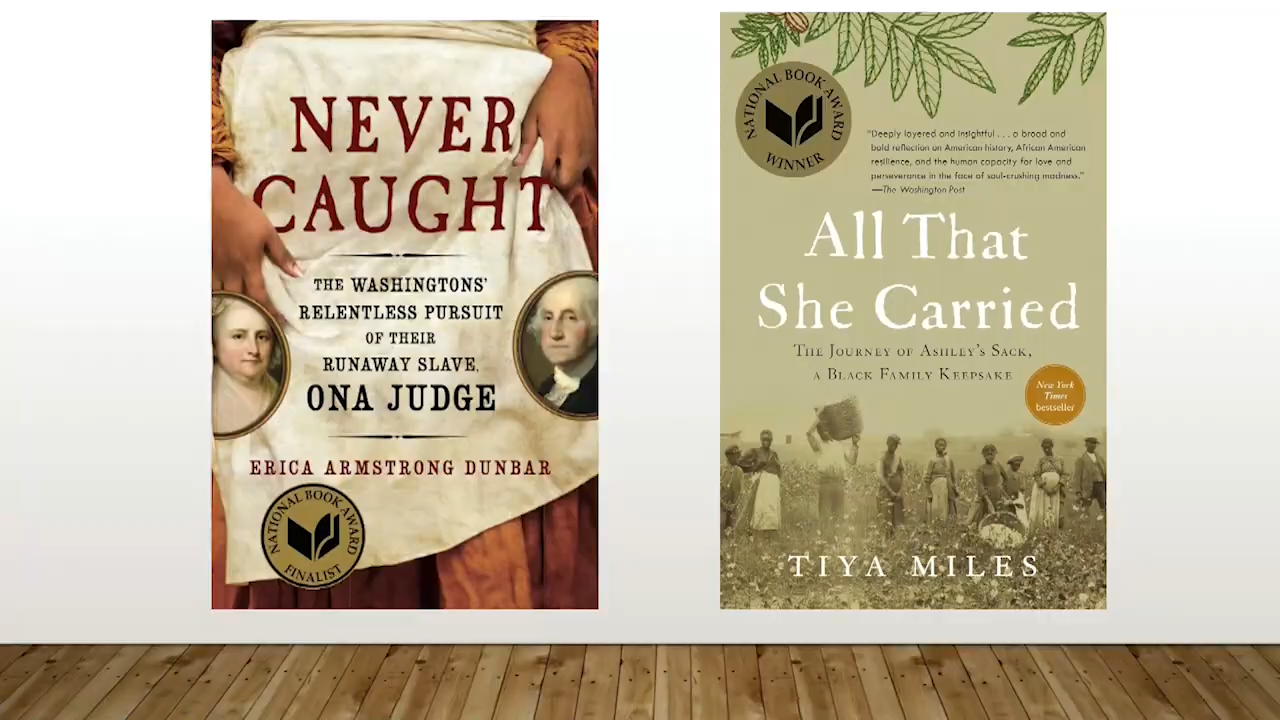 NEVER
CAUGHT
THE WASHINGTONS'
RELENTLESS PURSUIT
OF THEIR
RUNAWAY SLAVE,
ONA JUDGE
ERICA ARMSTRONG DUNBAR
NATIONAL BOOK AWARD
FINALIST
NATIONAL BOOK AWARD
WINNER
"Deeply layered and insightful . . . a broad and
bold reflection on American history, African American
resilience, and the human capacity for love and
perseverance in the face of soul-crushing madness."
—The Washington Post
All That
She Carried
THE JOURNEY OF ASHLEY'S SACK,
A BLACK FAMILY KEEPSAKE
New York
Times
bestseller
TIYA MILES